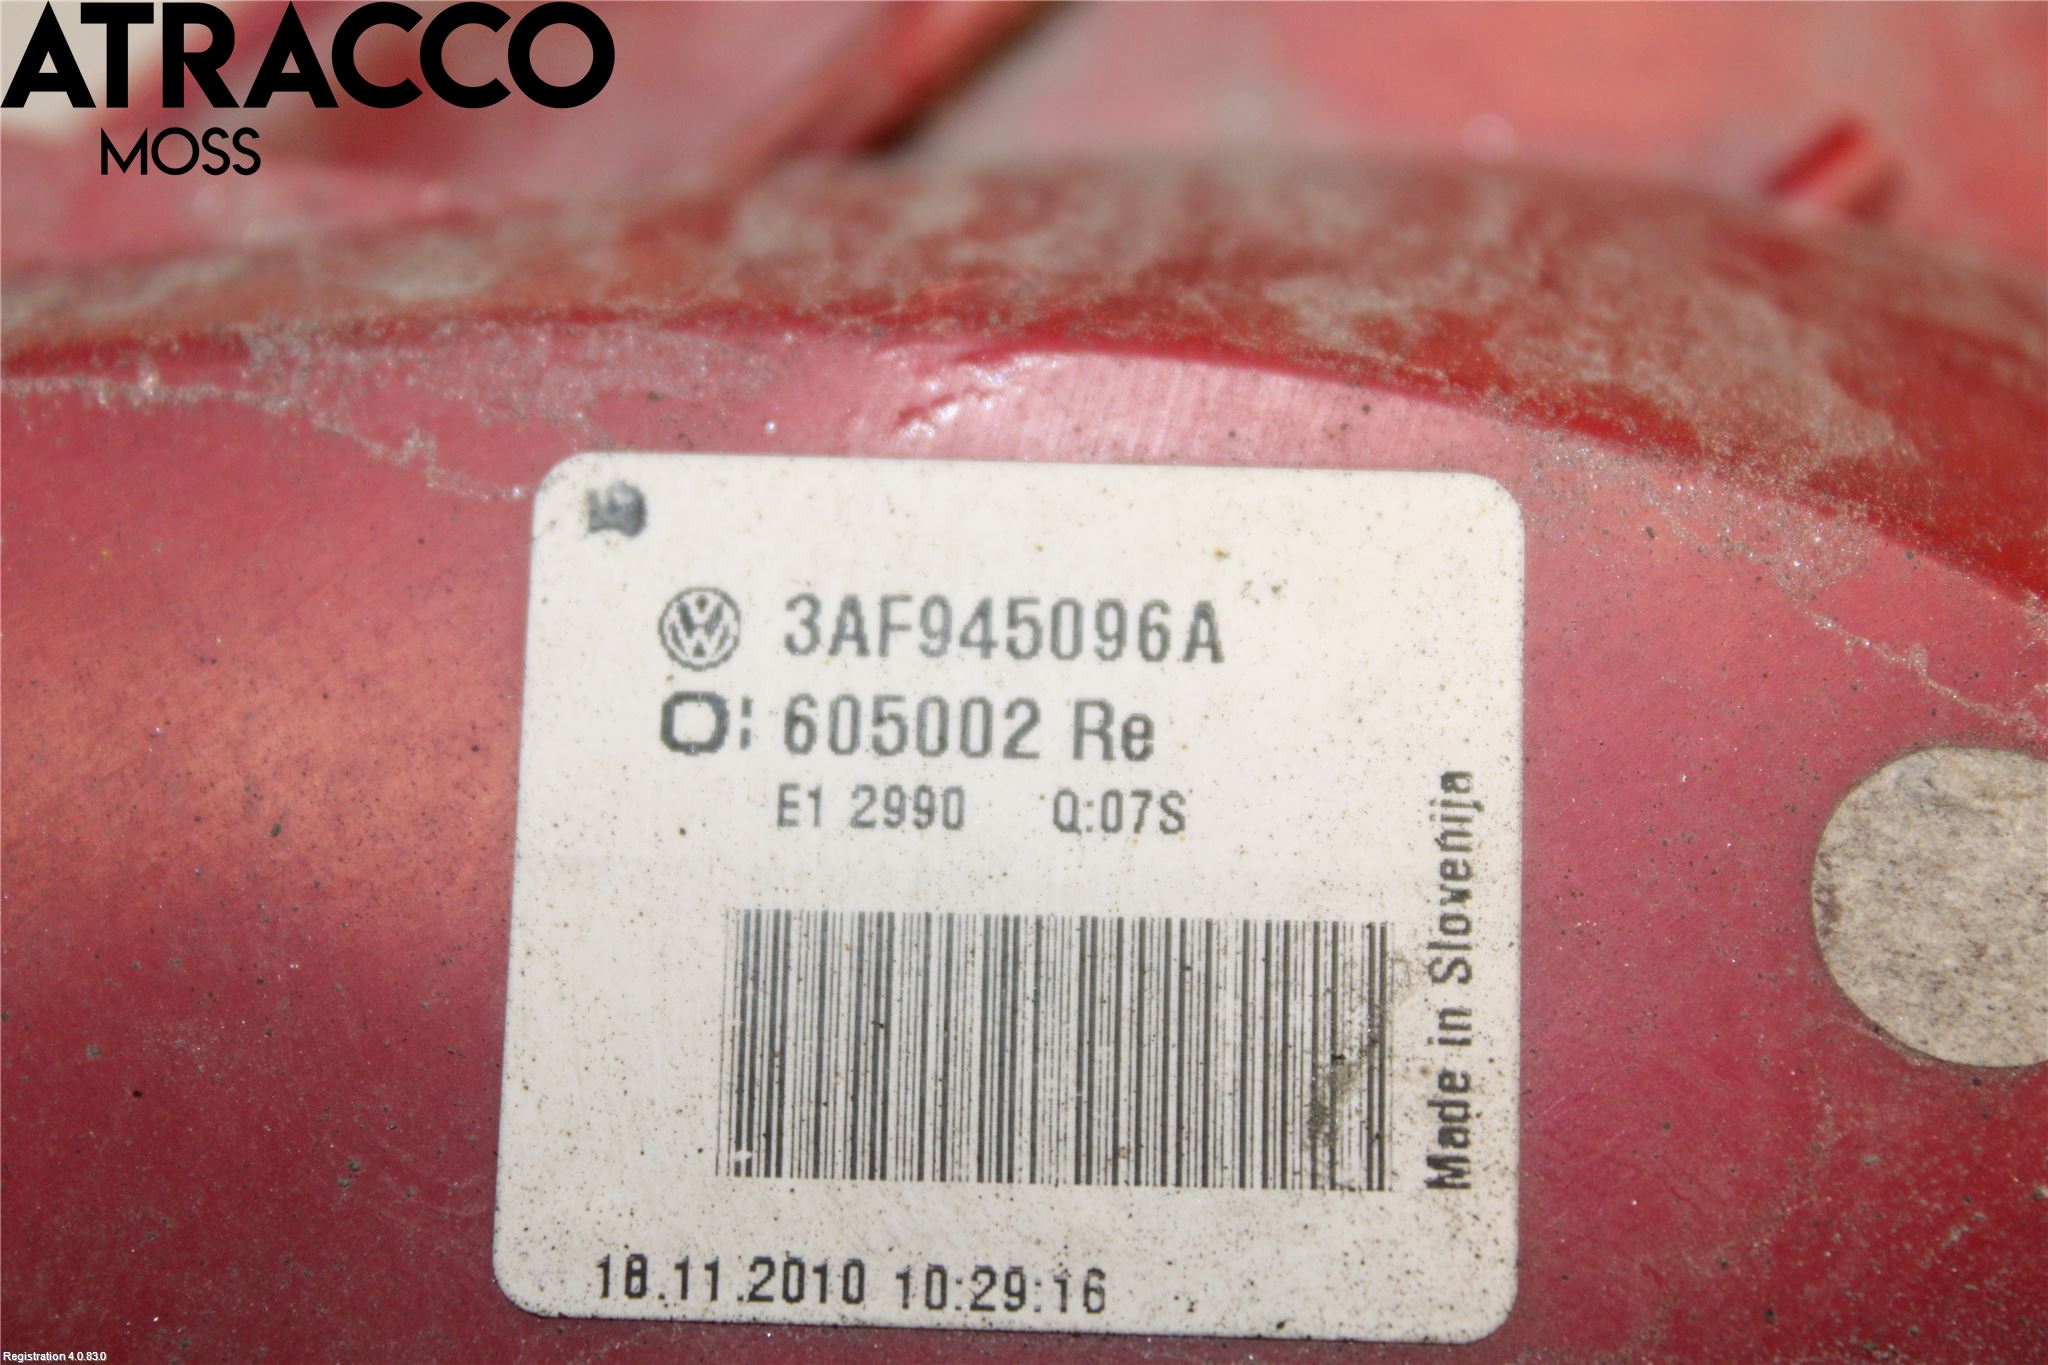 ATRACCO
MOSS
3AF945096A
605002 Re
E1 2990 Q:07S
Made in Slovenija
18.11.2010 10:29:16
Registration 4.0.83.0